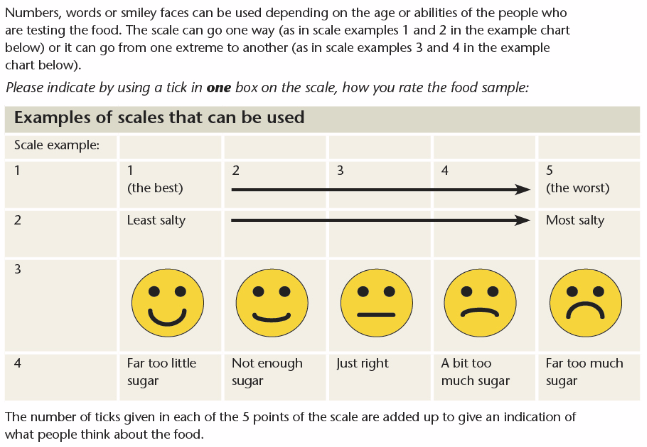 Numbers, words or smiley faces can be used depending on the age or abilities of the people who
are testing the food. The scale can go one way (as in scale examples 1 and 2 in the example chart
below) or it can go from one extreme to another (as in scale examples 3 and 4 in the example
chart below).
Please indicate by using a tick in one box on the scale, how you rate the food sample:
Examples of scales that can be used
Scale example:
1 1 2 3 4 5
(the best) (the worst)
2 Least salty Most salty
3
4 Far too little Not enough Just right A bit too Far too much
sugar sugar much sugar sugar
The number of ticks given in each of the 5 points of the scale are added up to give an indication of
what people think about the food.